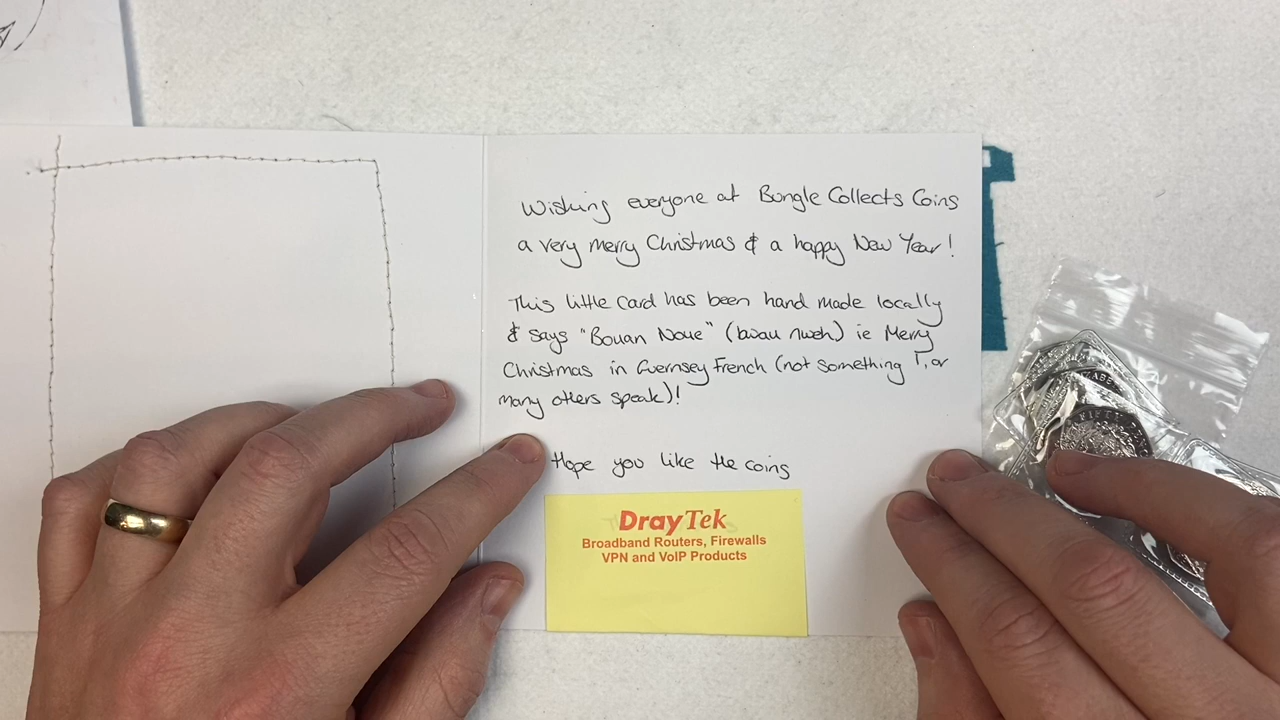 Wishing everyone at Bungle Collects Coins
a very merry Christmas & a happy New Year!
This little card has been hand made locally
& says "Bouan Noue" (bwau nweh) ie Merry
Christmas in Guernsey French (not something I, or
many others speak)!
Hope you like the coins
DrayTek
Broadband Routers, Firewalls
VPN and VoIP Products